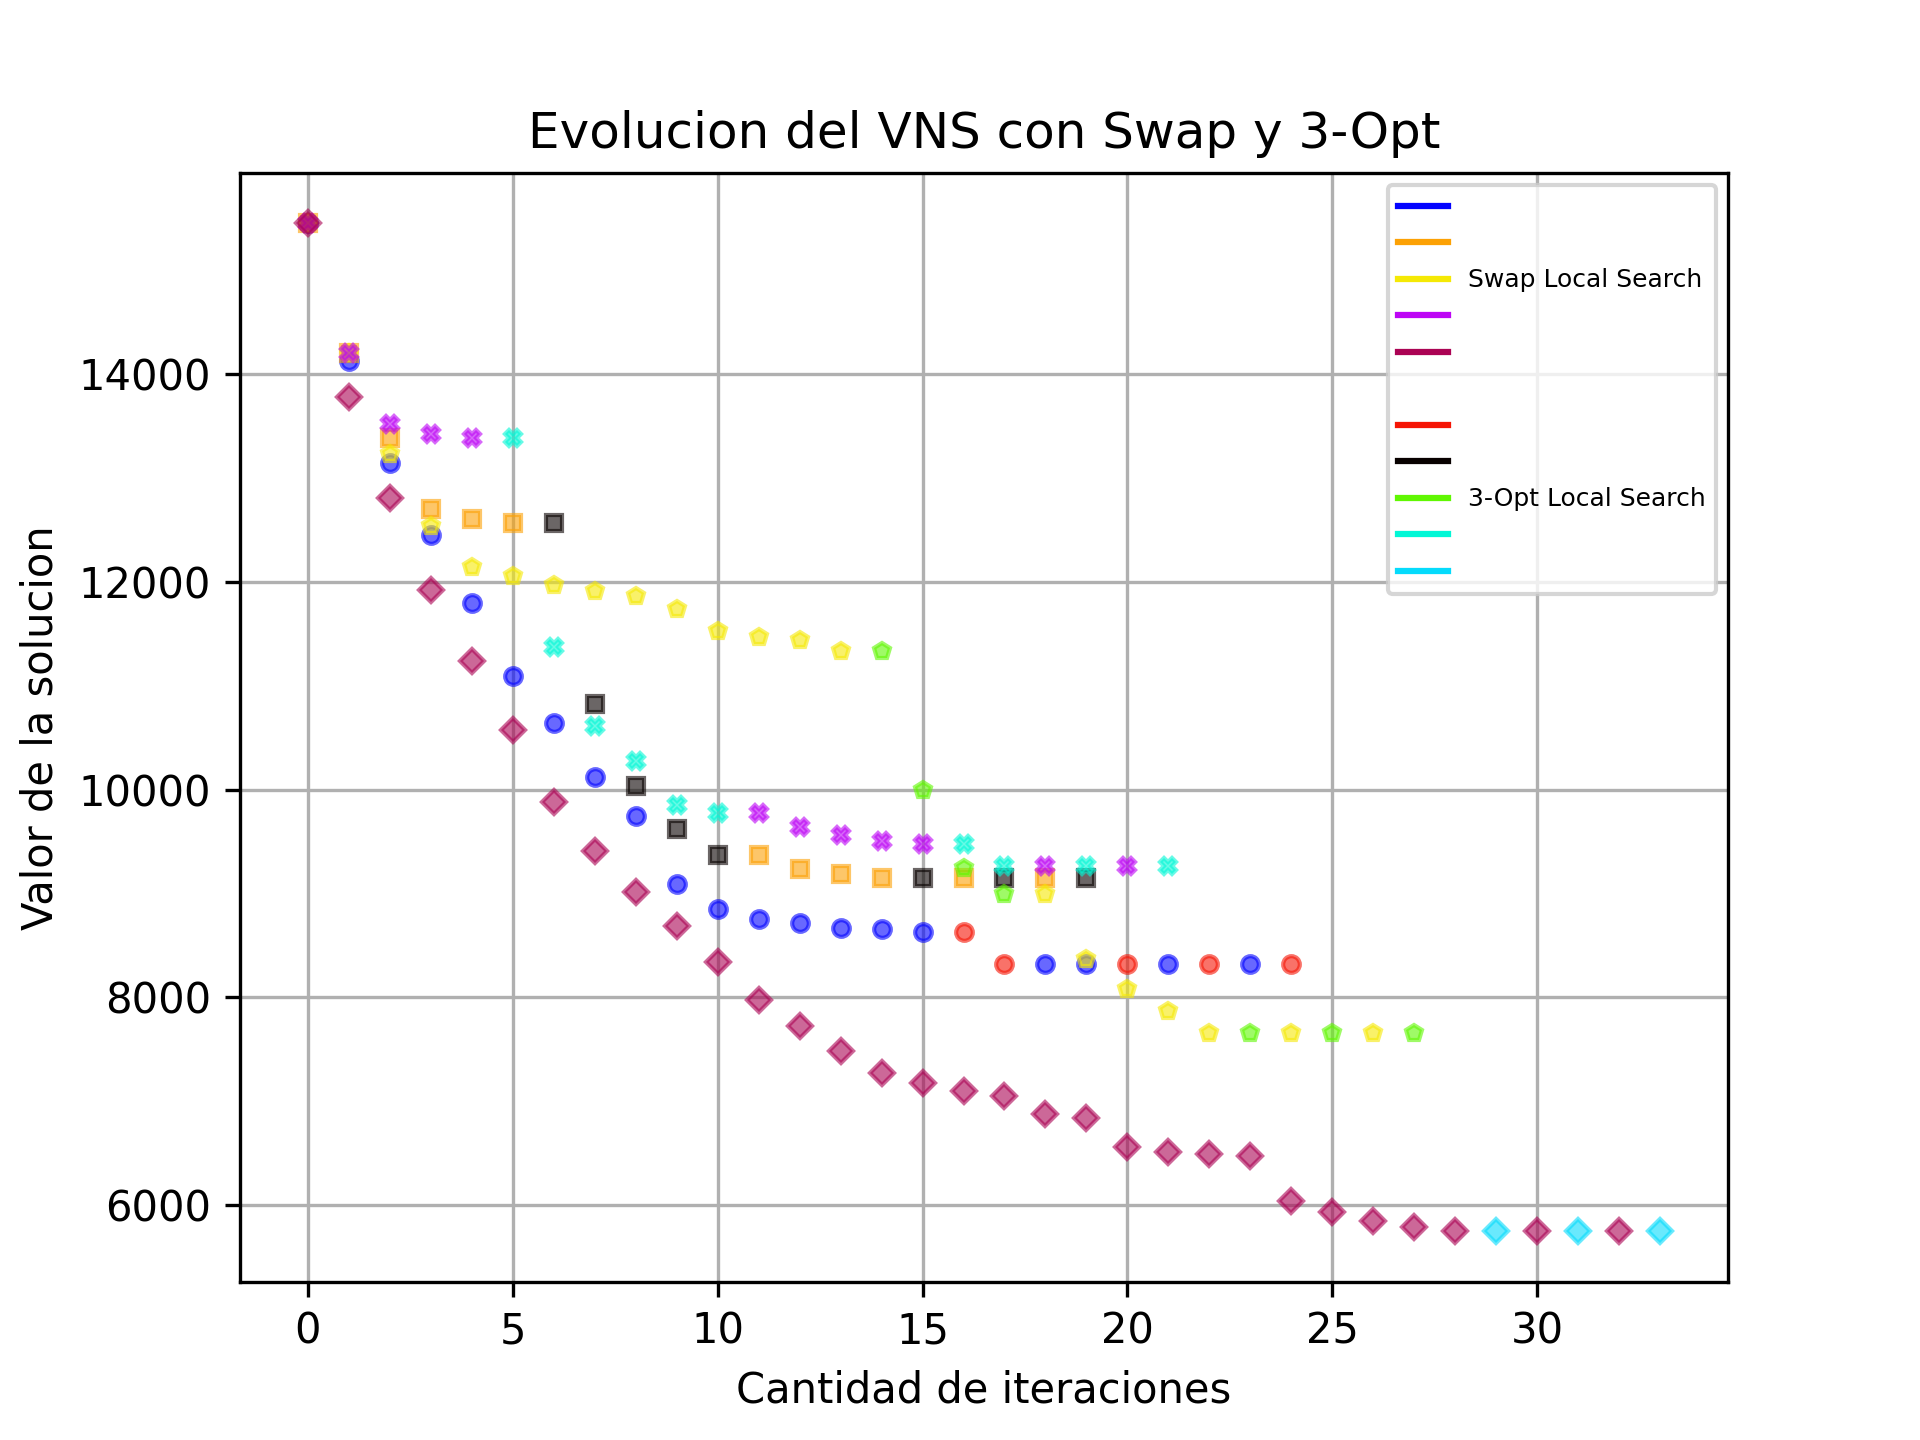 Evolucion del VNS con Swap y 3-Opt
Swap Local Search
3-Opt Local Search
14000
12000
10000
8000
6000
Valor de la solucion
0 5 10 15 20 25 30
Cantidad de iteraciones